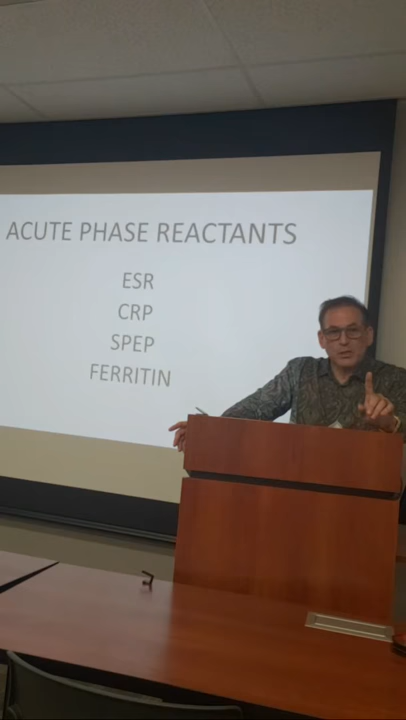 ACUTE PHASE REACTANTS
ESR
CRP
SPEP
FERRITIN